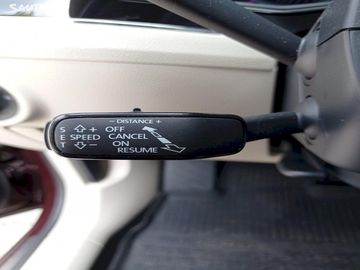 − DISTANCE +
S ⇧ + OFF
E SPEED CANCEL
T ⇩ − ON
RESUME